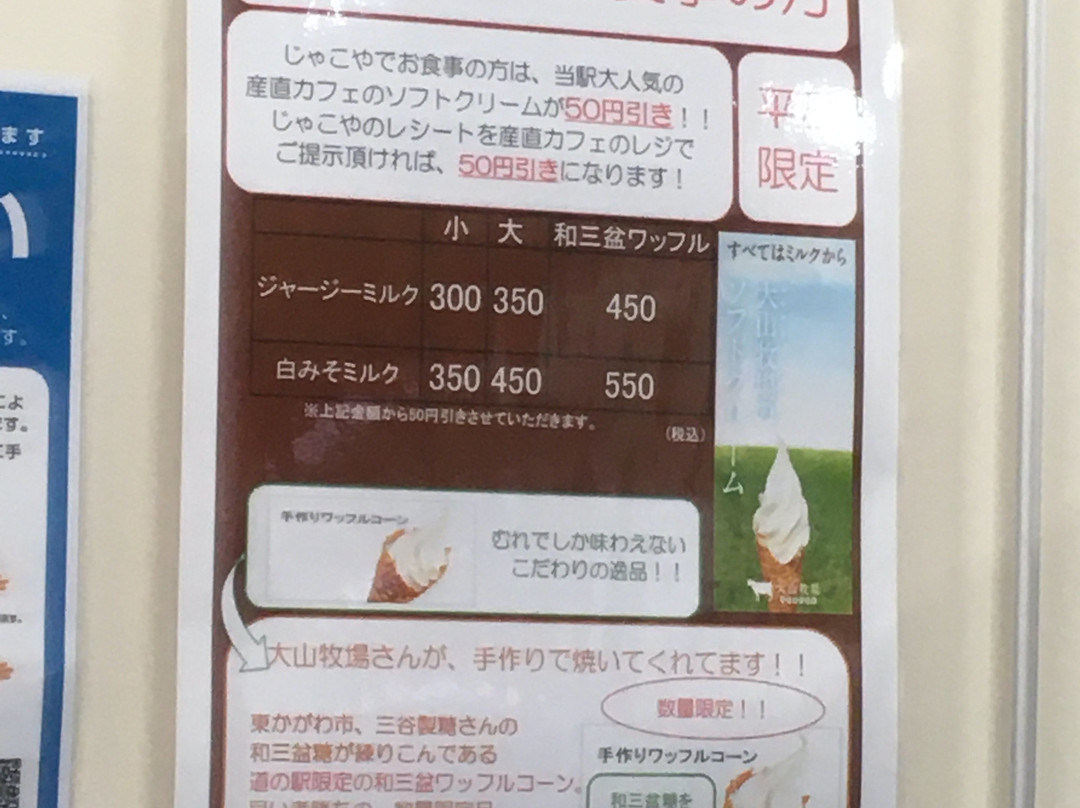 じゃこやでお食事の方は、当駅大人気の
産直カフェのソフトクリームが50円引き！！
じゃこやのレシートを産直カフェのレジで
ご提示頂ければ、50円引きになります！
限定
小 大 和三盆ワッフル
ジャージーミルク 300 350 450
白みそミルク 350 450 550
※上記金額から50円引きさせていただきます。
（税込）
すべてはミルクから
手作りワッフルコーン
むれでしか味わえない
こだわりの逸品！！
大山牧場さんが、手作りで焼いてくれてます！！
数量限定！！
東かがわ市、三谷製糖さんの
和三盆糖が練りこんである
道の駅限定の和三盆ワッフルコーン。
手作りワッフルコーン
和三盆糖を
ます
い
す。